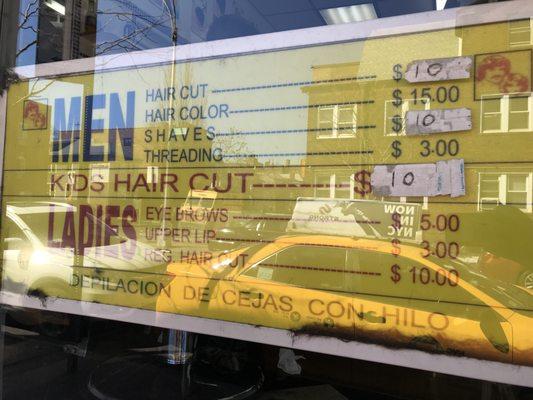 MEN
HAIR CUT $ 10
HAIR COLOR $ 15.00
SHAVES $ 10
THREADING $ 3.00
KIDS HAIR CUT $ 10
LADIES
EYE BROWS $ 5.00
UPPER LIP $ 3.00
REG. HAIR CUT $ 10.00
DEPILACION DE CEJAS CON HILO